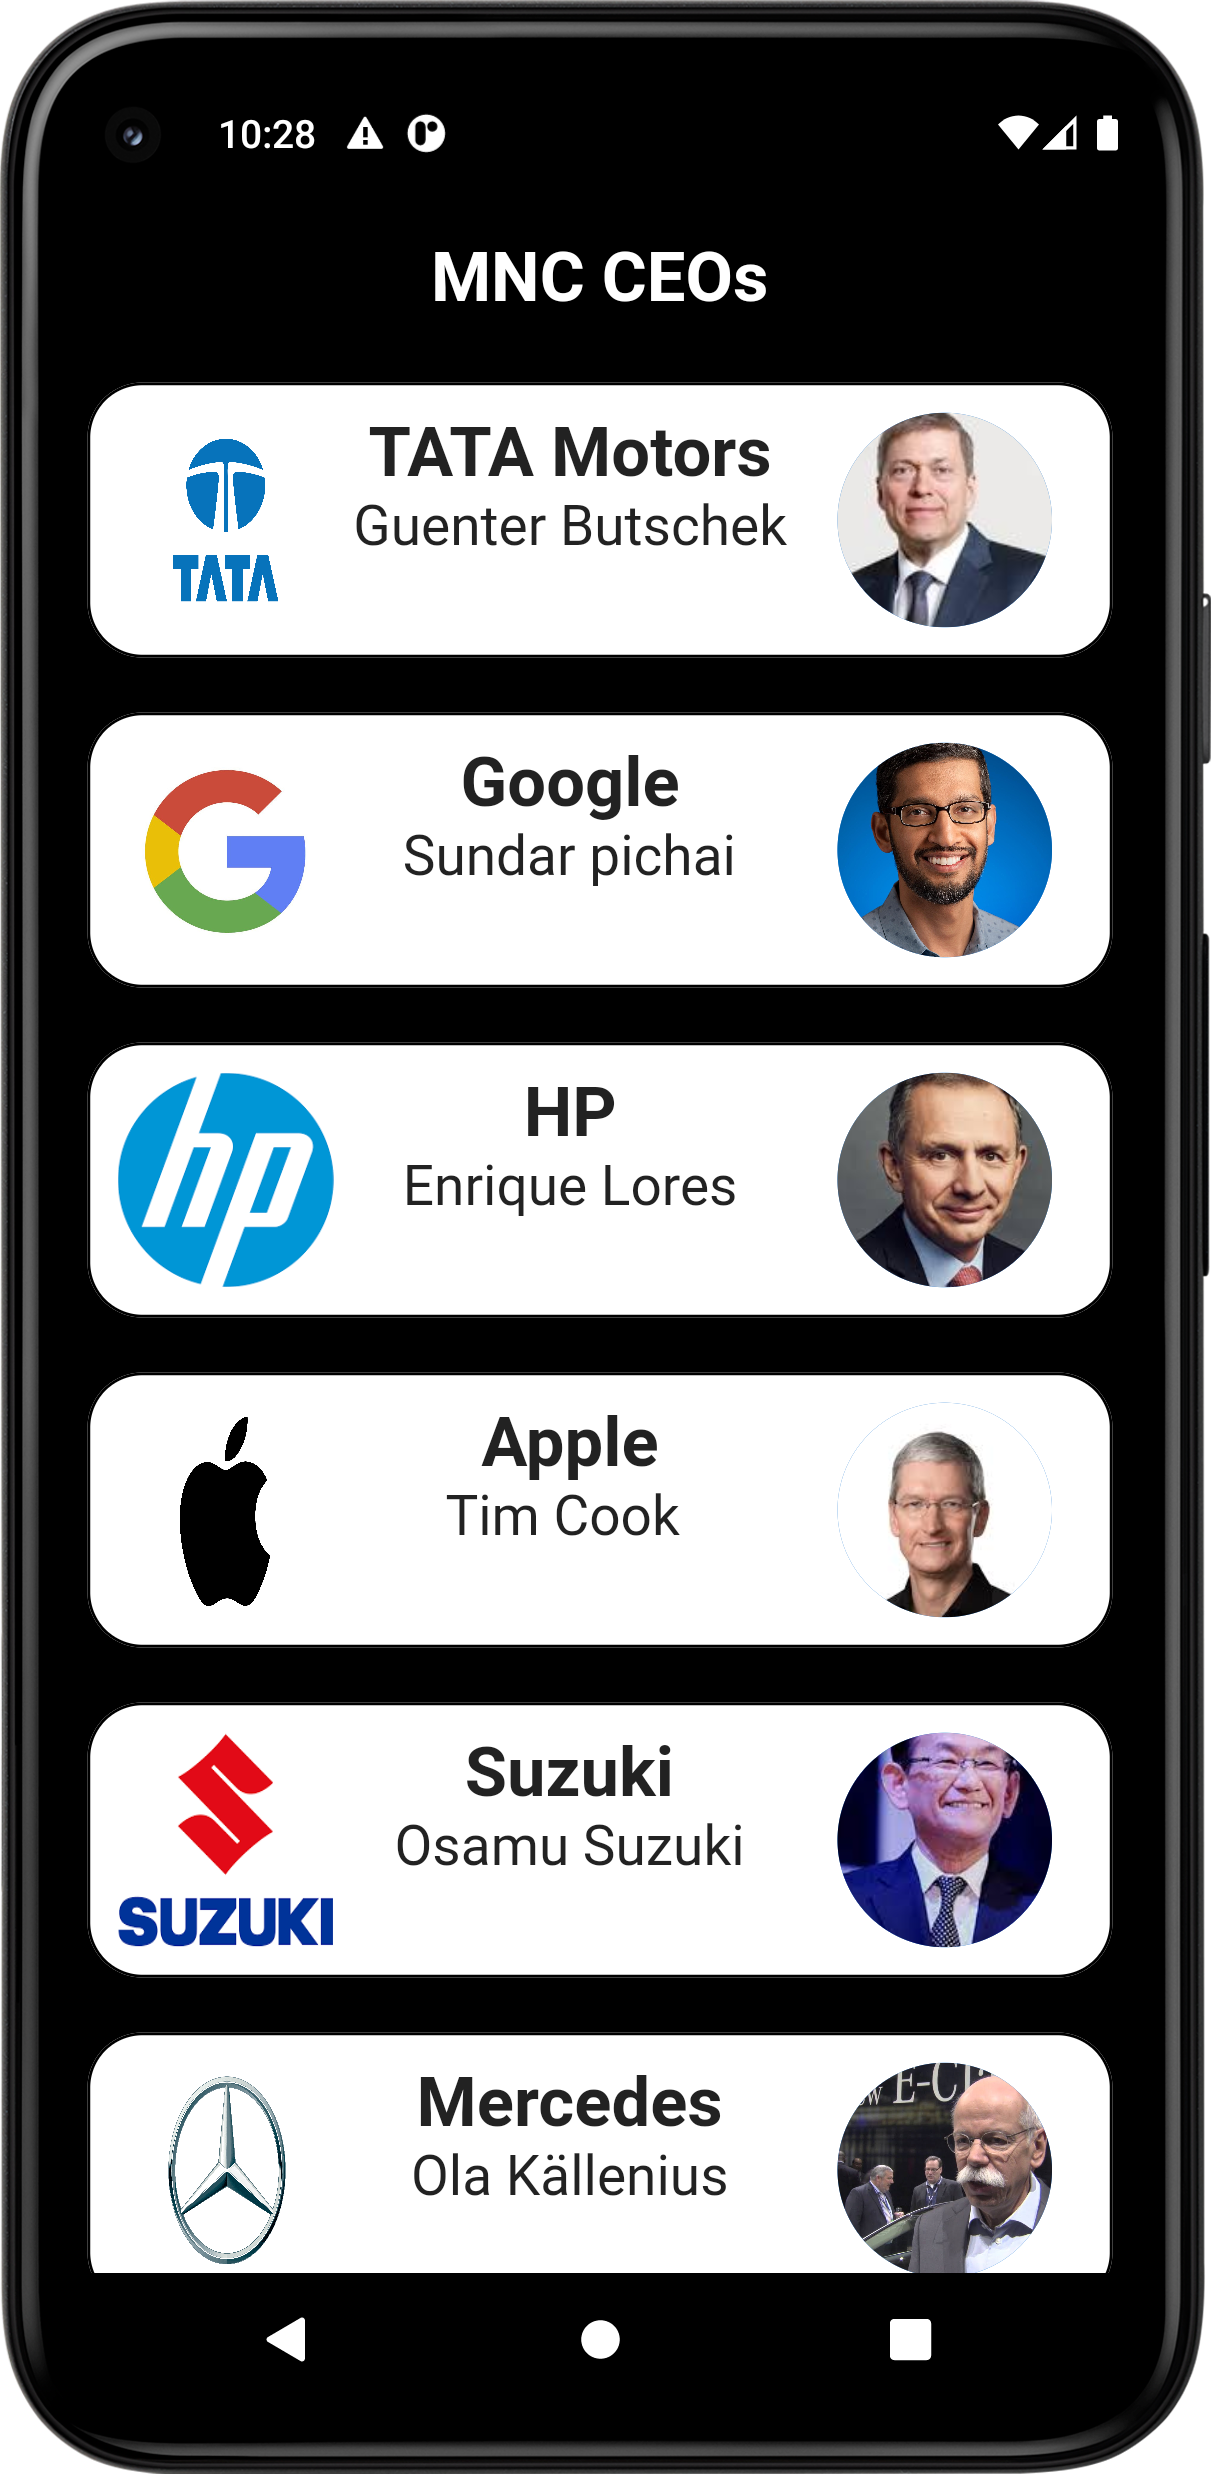 10:28
MNC CEOs
TATA Motors
Guenter Butschek
TATA
Google
Sundar pichai
hp
HP
Enrique Lores
Apple
Tim Cook
Suzuki
Osamu Suzuki
SUZUKI
Mercedes
Ola Källenius